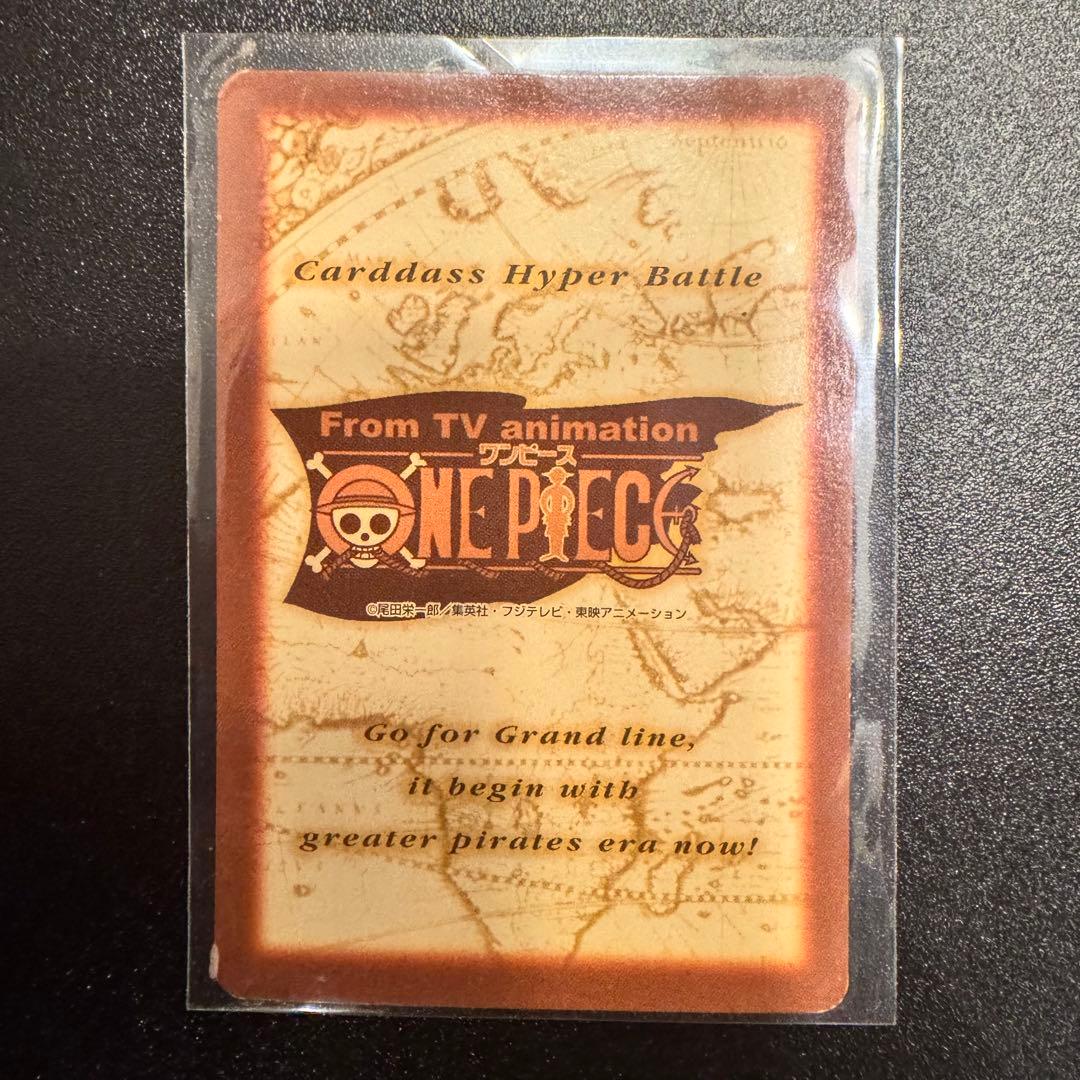 Septentrio
Carddass Hyper Battle
From TV animation
ワンピース
ONE PIECE
©尾田栄一郎/集英社・フジテレビ・東映アニメーション
Go for Grand line,
it begin with
greater pirates era now!